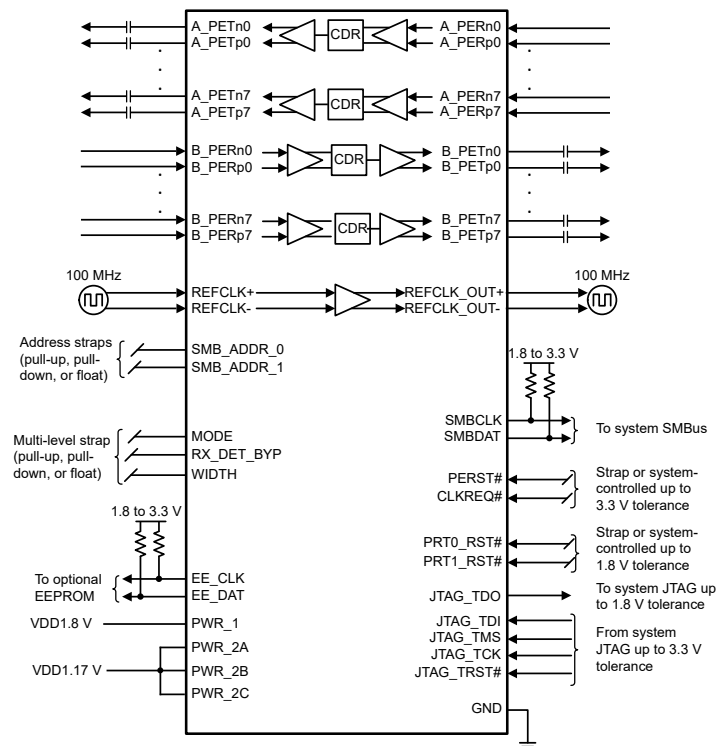 A_PETn0
A_PETp0
CDR
A_PERn0
A_PERp0
A_PETn7
A_PETp7
CDR
A_PERn7
A_PERp7
B_PERn0
B_PERp0
CDR
B_PETn0
B_PETp0
B_PERn7
B_PERp7
CDR
B_PETn7
B_PETp7
100 MHz
REFCLK+
REFCLK-
REFCLK_OUT+
REFCLK_OUT-
100 MHz
Address straps
(pull-up, pull-
down, or float)
SMB_ADDR_0
SMB_ADDR_1
1.8 to 3.3 V
SMBCLK
SMBDAT
To system SMBus
Multi-level strap
(pull-up, pull-
down, or float)
MODE
RX_DET_BYP
WIDTH
PERST#
CLKREQ#
Strap or system-
controlled up to
3.3 V tolerance
1.8 to 3.3 V
PRT0_RST#
PRT1_RST#
Strap or system-
controlled up to
1.8 V tolerance
To optional
EEPROM
EE_CLK
EE_DAT
JTAG_TDO
To system JTAG up
to 1.8 V tolerance
VDD1.8 V
PWR_1
JTAG_TDI
JTAG_TMS
JTAG_TCK
JTAG_TRST#
From system
JTAG up to 3.3 V
tolerance
VDD1.17 V
PWR_2A
PWR_2B
PWR_2C
GND